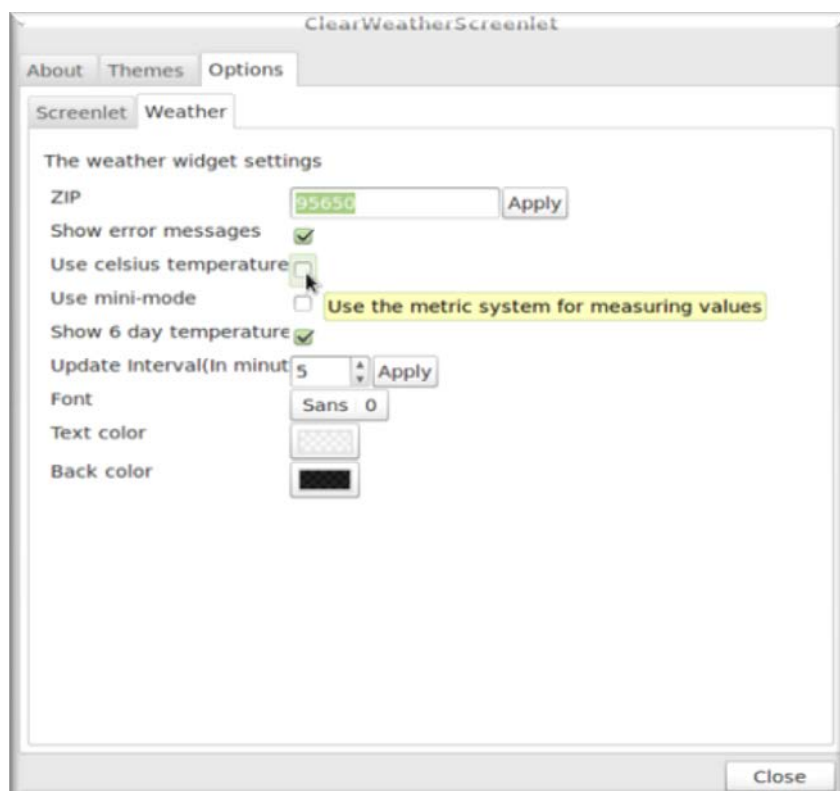 ClearWeatherScreenlet
About Themes Options
Screenlet Weather
The weather widget settings
ZIP 95650 Apply
Show error messages
Use celsius temperature
Use mini-mode Use the metric system for measuring values
Show 6 day temperature
Update Interval(In minut 5 Apply
Font Sans 0
Text color
Back color
Close